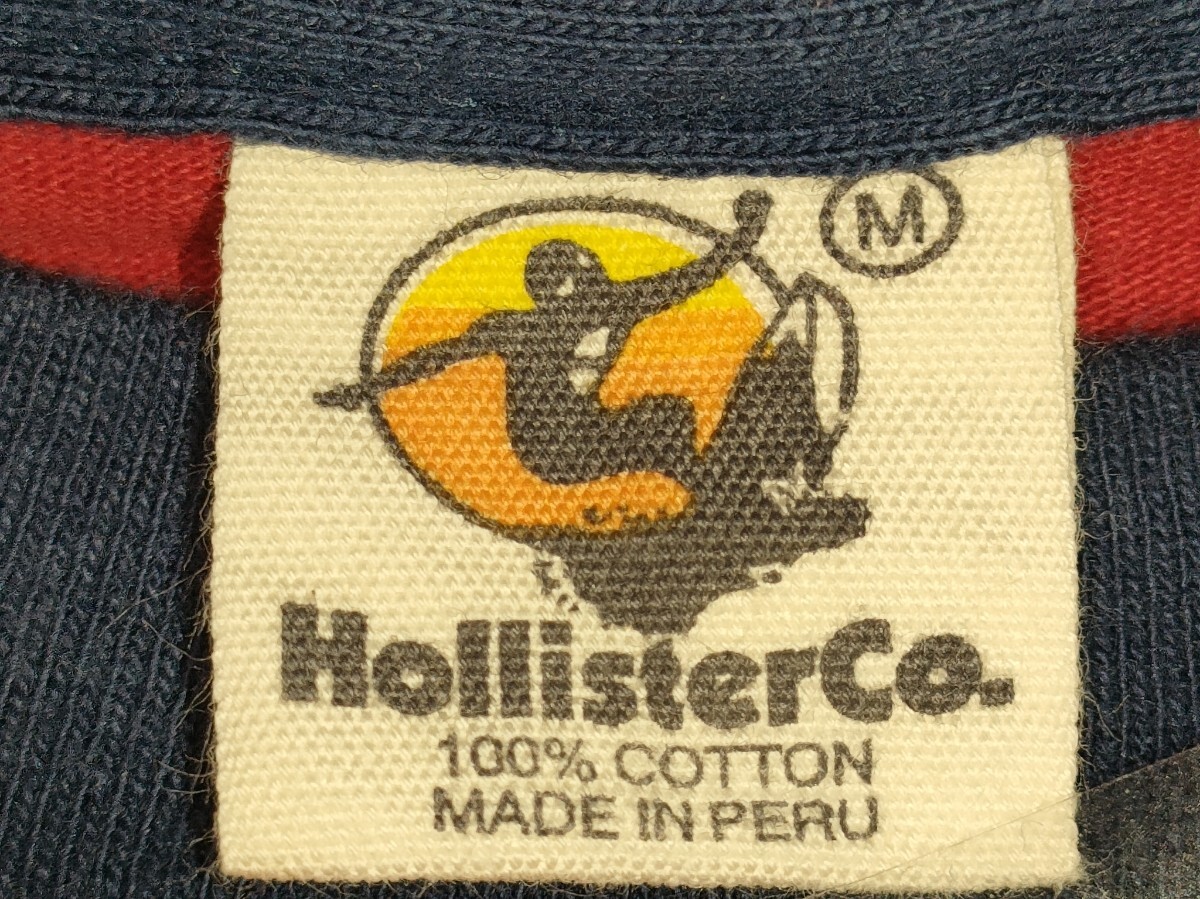 M
HollisterCo.
100% COTTON
MADE IN PERU